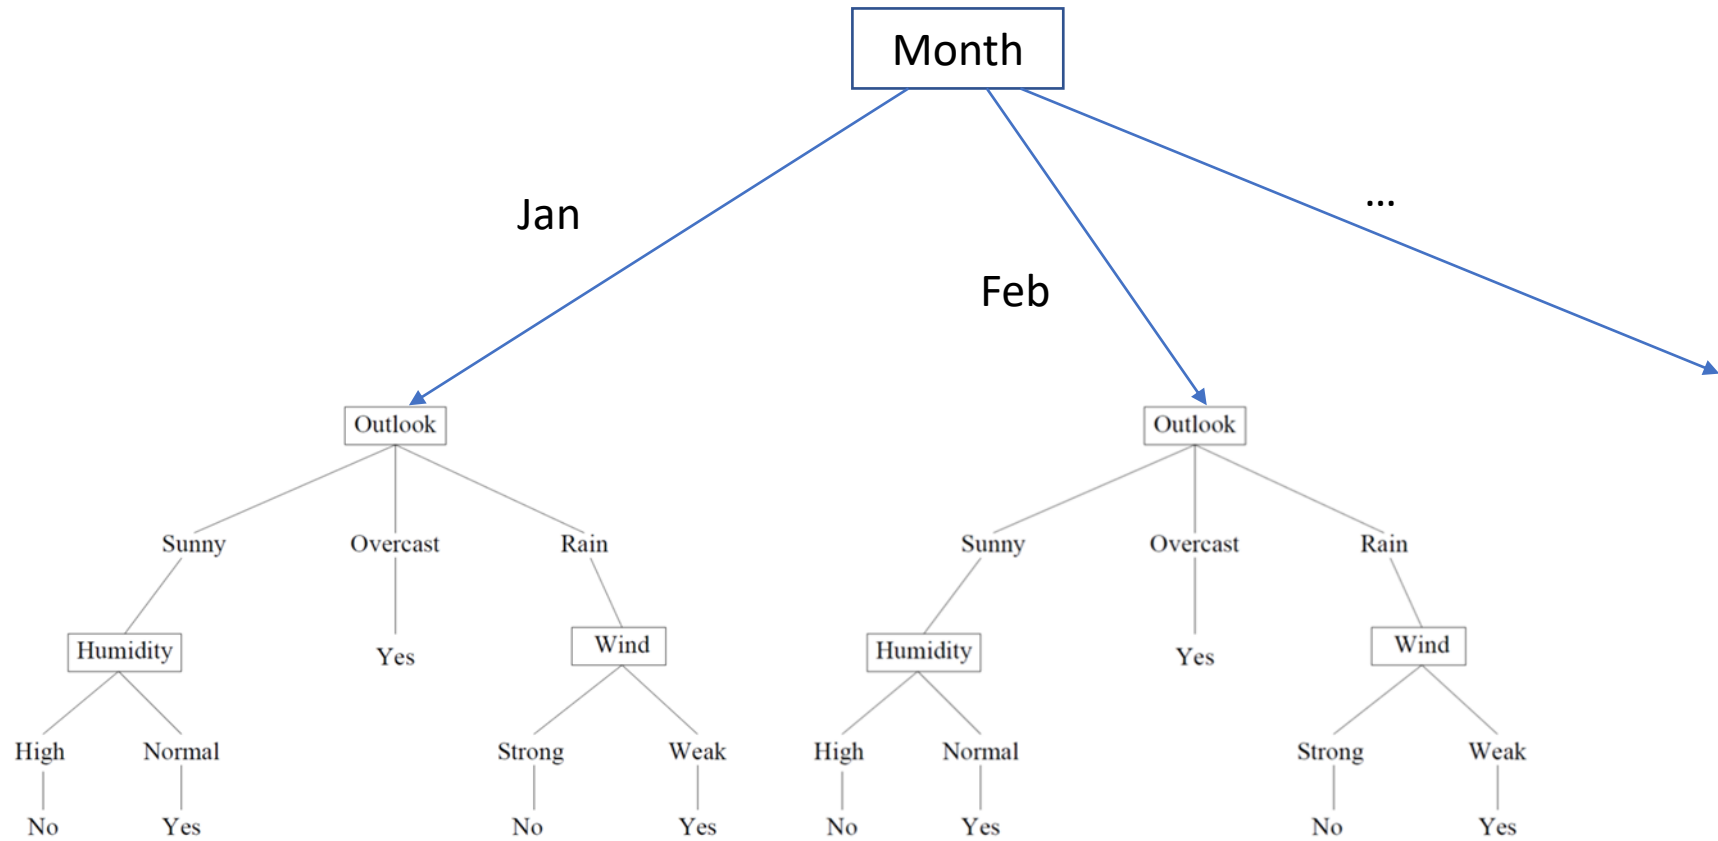 Month
Jan
Feb
...
Outlook
Outlook
Sunny
Overcast
Rain
Sunny
Overcast
Rain
Humidity
Yes
Wind
Humidity
Yes
Wind
High
Normal
Strong
Weak
High
Normal
Strong
Weak
No
Yes
No
Yes
No
Yes
No
Yes